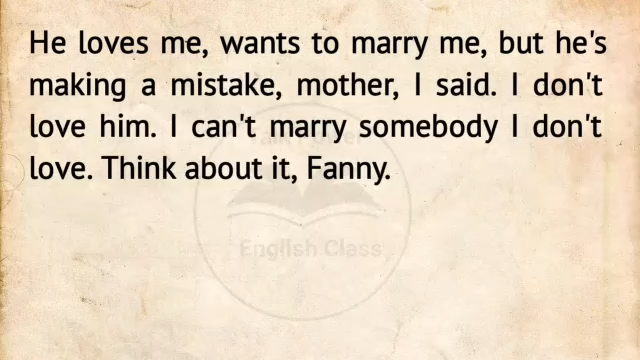 He loves me, wants to marry me, but he's
making a mistake, mother, I said. I don't
love him. I can't marry somebody I don't
love. Think about it, Fanny.
English Class